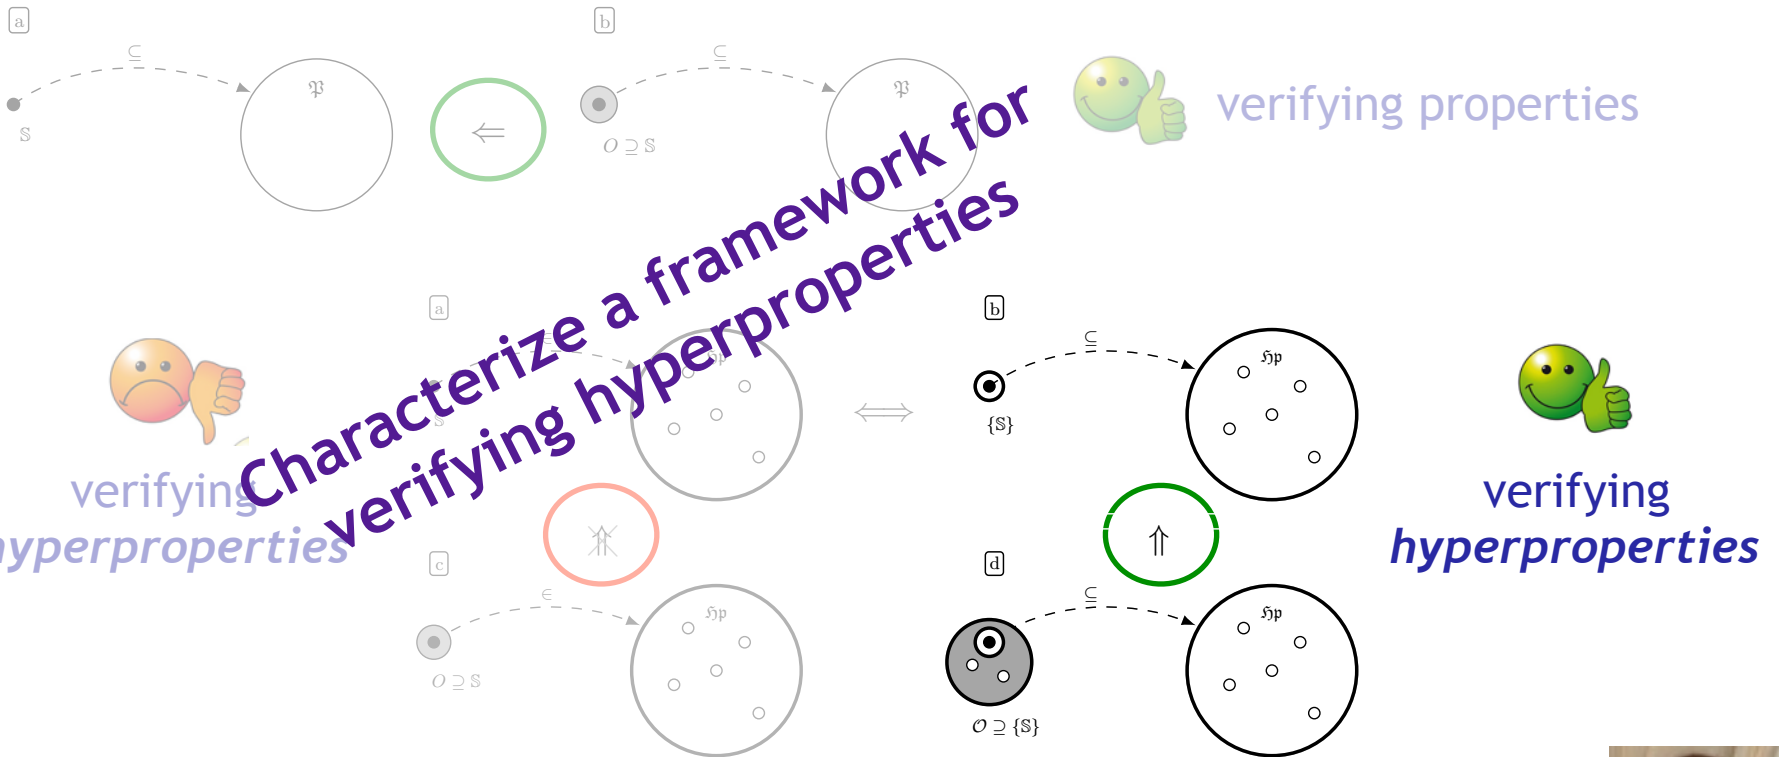 a
⊆
𝔓
𝕊
⇐
b
⊆
𝔓
O ⊇ 𝕊
verifying properties
Characterize a framework for
verifying hyperproperties
a
∈
ℌ𝔭
𝕊
⟺
b
⊆
ℌ𝔭
{𝕊}
verifying
hyperproperties
⇑
⇑
verifying
hyperproperties
c
∈
ℌ𝔭
O ⊇ 𝕊
d
⊆
ℌ𝔭
𝒪 ⊇ {𝕊}